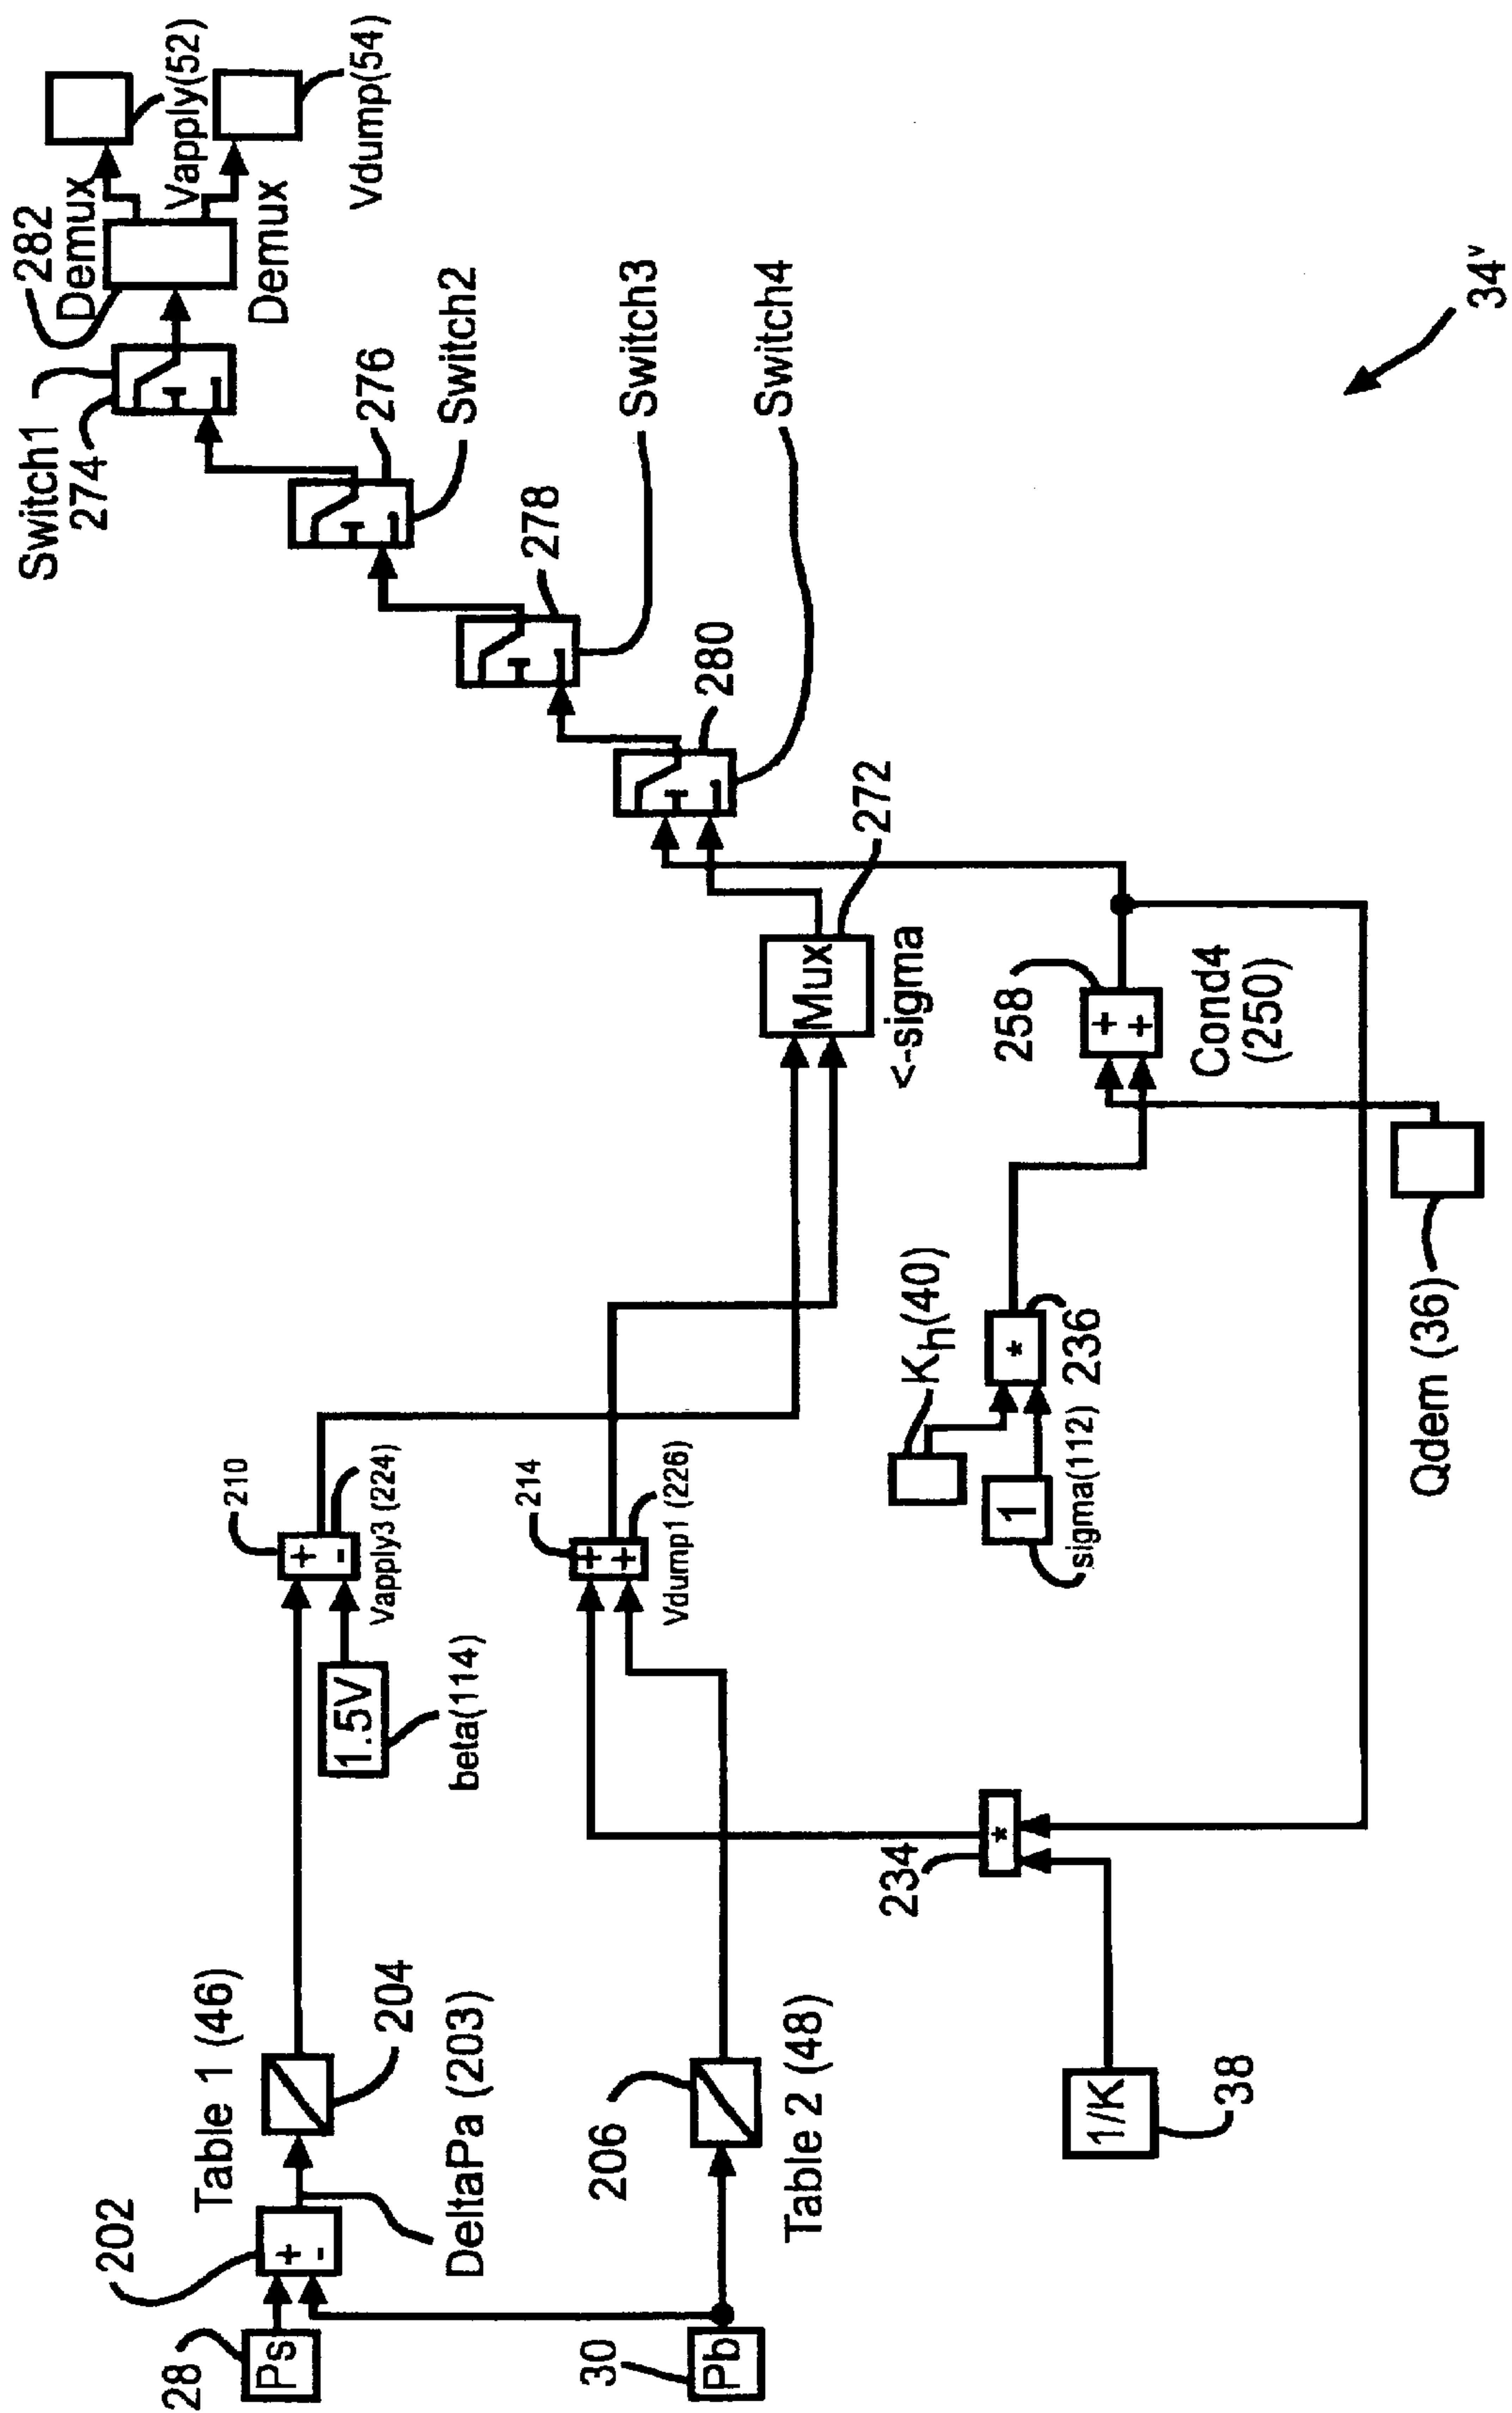 28
Ps
202
+
-
DeltaPa (203)
Table 1 (46)
204
30
Pb
206
Table 2 (48)
1/K
38
234
*
1.5V
beta(114)
210
+
-
Vapply3 (224)
214
+
+
Vdump1 (226)
Kh(40)
1
sigma(112)
*
236
Qdem (36)
258
+
+
Cond4
(250)
Mux
<-sigma
272
280
Switch4
278
Switch3
276
Switch2
Switch1
274
282
Demux
Demux
Vapply(52)
Vdump(54)
34v